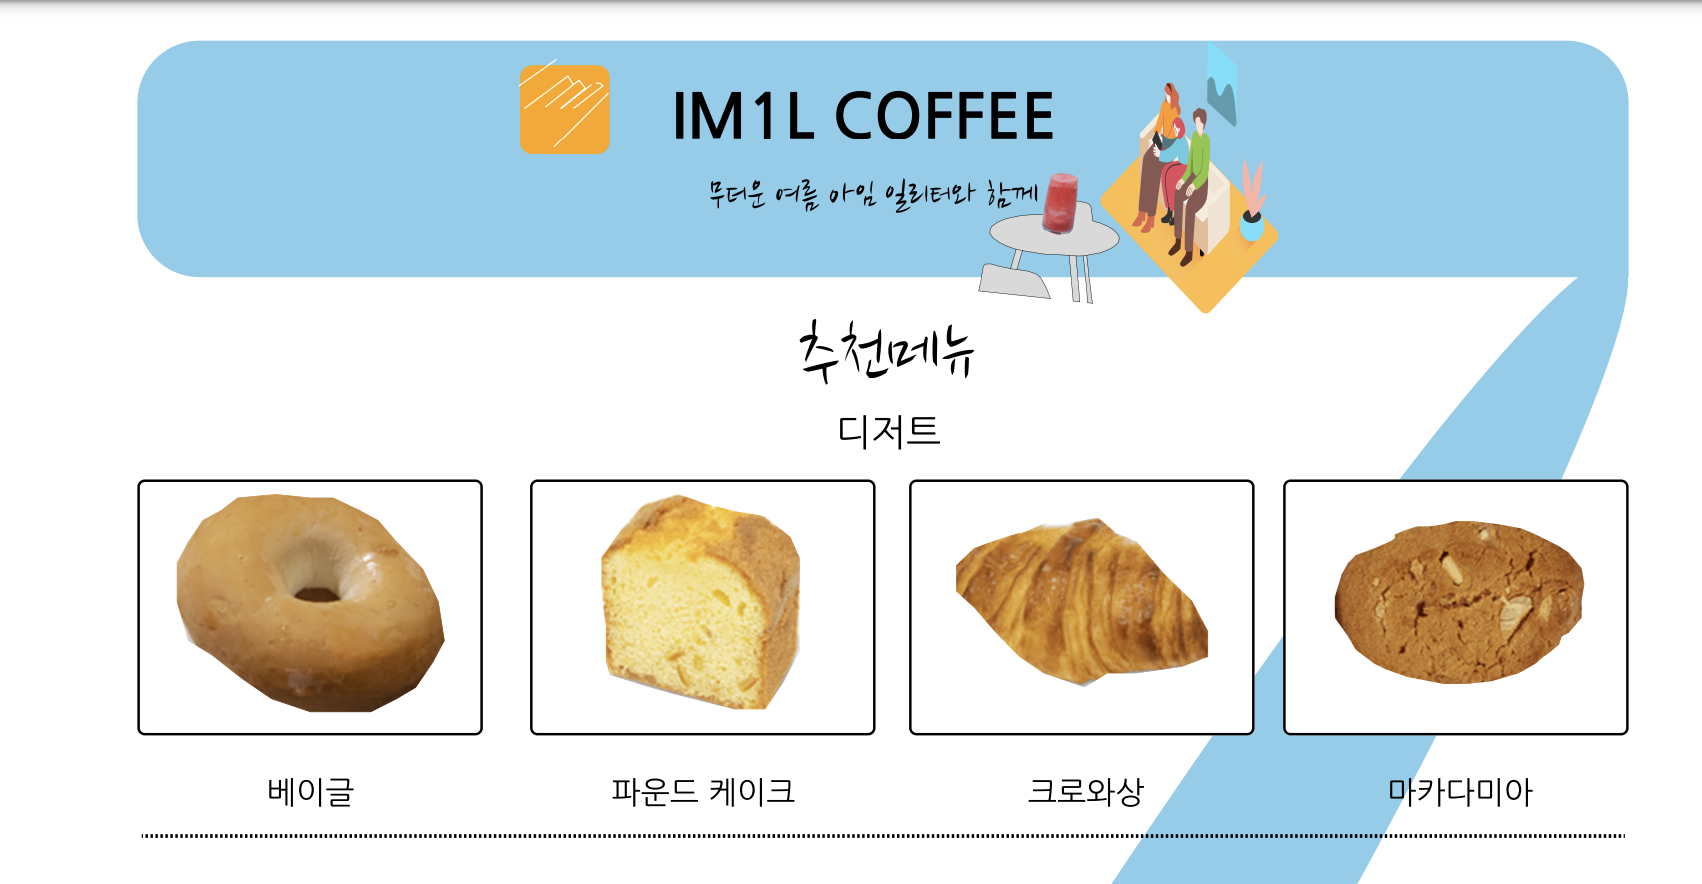 IM1L COFFEE
무더운 여름 아임 일리터와 함께
추천메뉴
디저트
베이글
파운드 케이크
크로와상
마카다미아